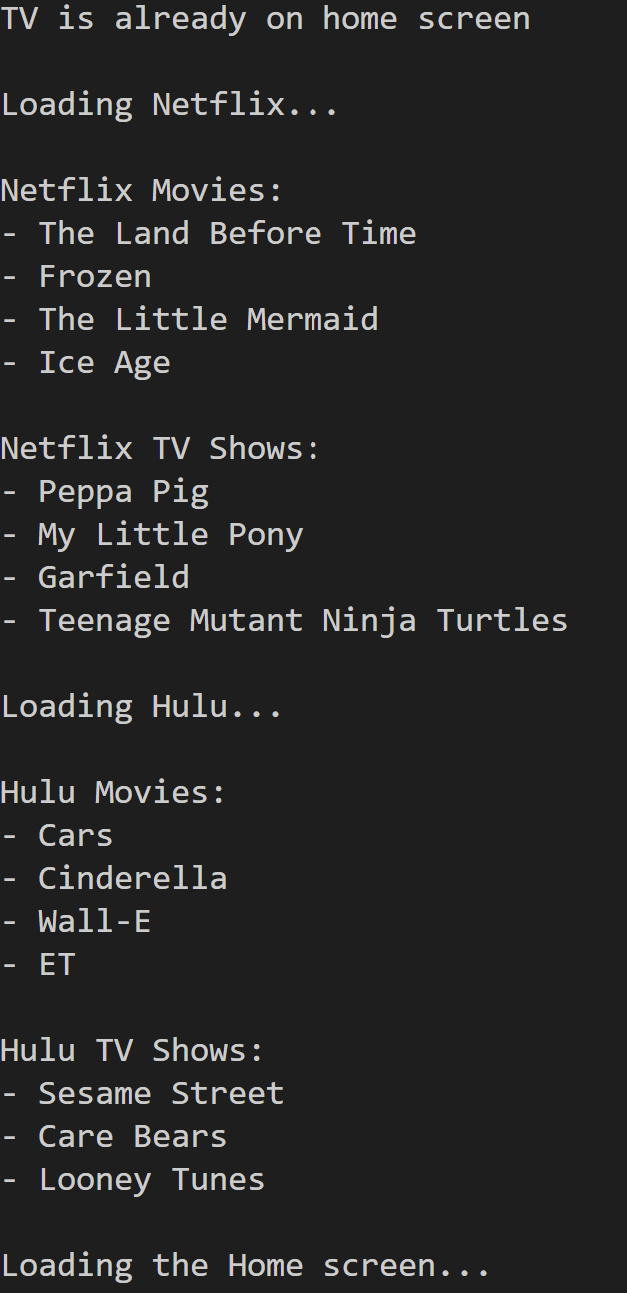 TV is already on home screen
Loading Netflix...
Netflix Movies:
- The Land Before Time
- Frozen
- The Little Mermaid
- Ice Age
Netflix TV Shows:
- Peppa Pig
- My Little Pony
- Garfield
- Teenage Mutant Ninja Turtles
Loading Hulu...
Hulu Movies:
- Cars
- Cinderella
- Wall-E
- ET
Hulu TV Shows:
- Sesame Street
- Care Bears
- Looney Tunes
Loading the Home screen...